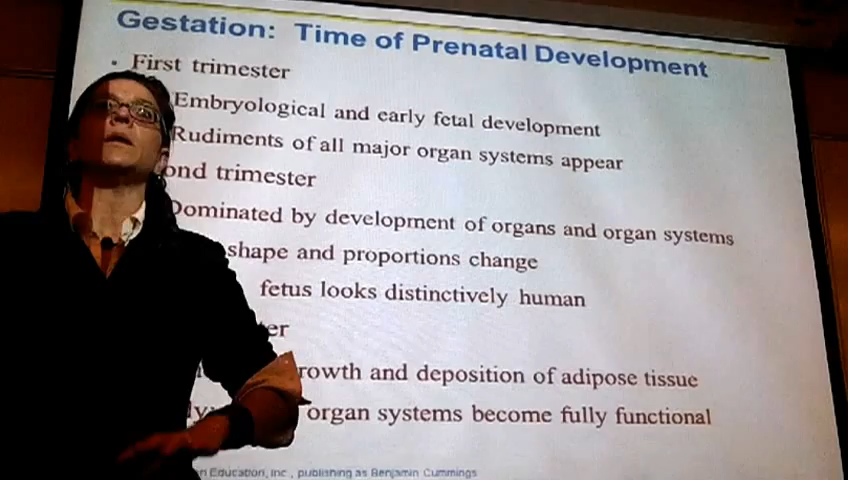 Gestation: Time of Prenatal Development
• First trimester
Embryological and early fetal development
Rudiments of all major organ systems appear
ond trimester
Dominated by development of organs and organ systems
shape and proportions change
fetus looks distinctively human
er
rowth and deposition of adipose tissue
organ systems become fully functional
n Education, Inc., publishing as Benjamin Cummings